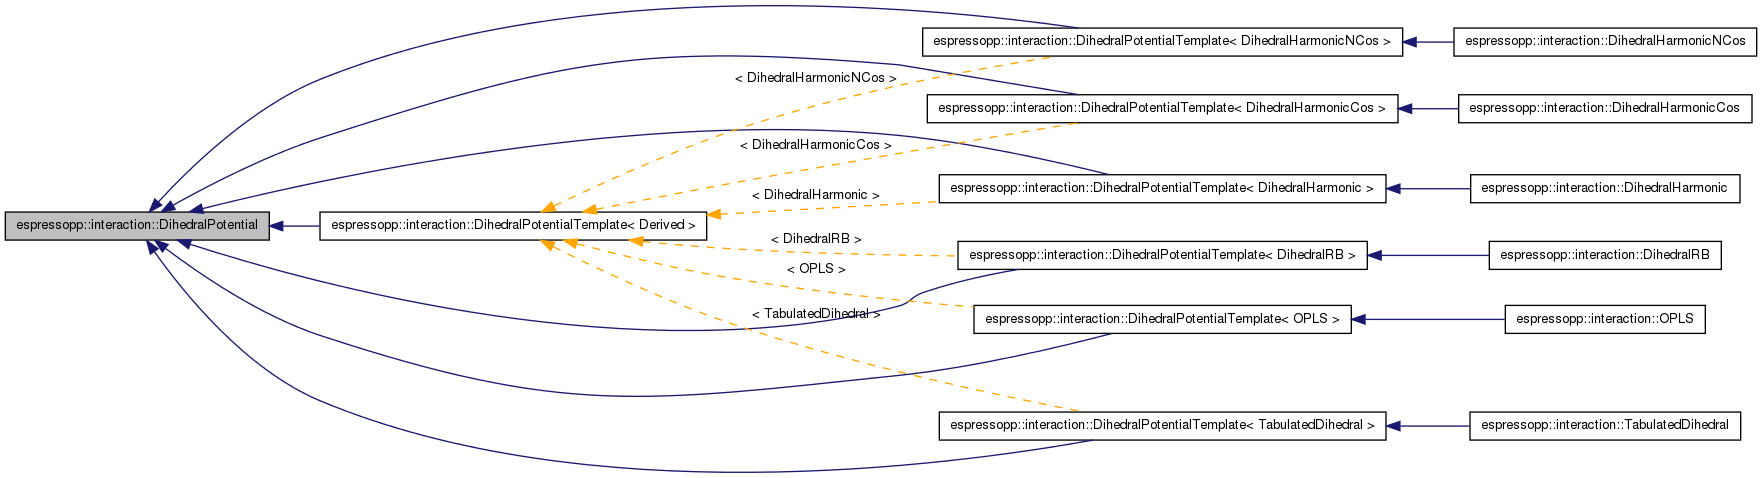 espressopp::interaction::DihedralPotentialTemplate< DihedralHarmonicNCos >
espressopp::interaction::DihedralHarmonicNCos
< DihedralHarmonicNCos >
espressopp::interaction::DihedralPotentialTemplate< DihedralHarmonicCos >
espressopp::interaction::DihedralHarmonicCos
< DihedralHarmonicCos >
espressopp::interaction::DihedralPotentialTemplate< DihedralHarmonic >
espressopp::interaction::DihedralHarmonic
< DihedralHarmonic >
espressopp::interaction::DihedralPotential
espressopp::interaction::DihedralPotentialTemplate< Derived >
< DihedralRB >
espressopp::interaction::DihedralPotentialTemplate< DihedralRB >
espressopp::interaction::DihedralRB
< OPLS >
espressopp::interaction::DihedralPotentialTemplate< OPLS >
espressopp::interaction::OPLS
< TabulatedDihedral >
espressopp::interaction::DihedralPotentialTemplate< TabulatedDihedral >
espressopp::interaction::TabulatedDihedral